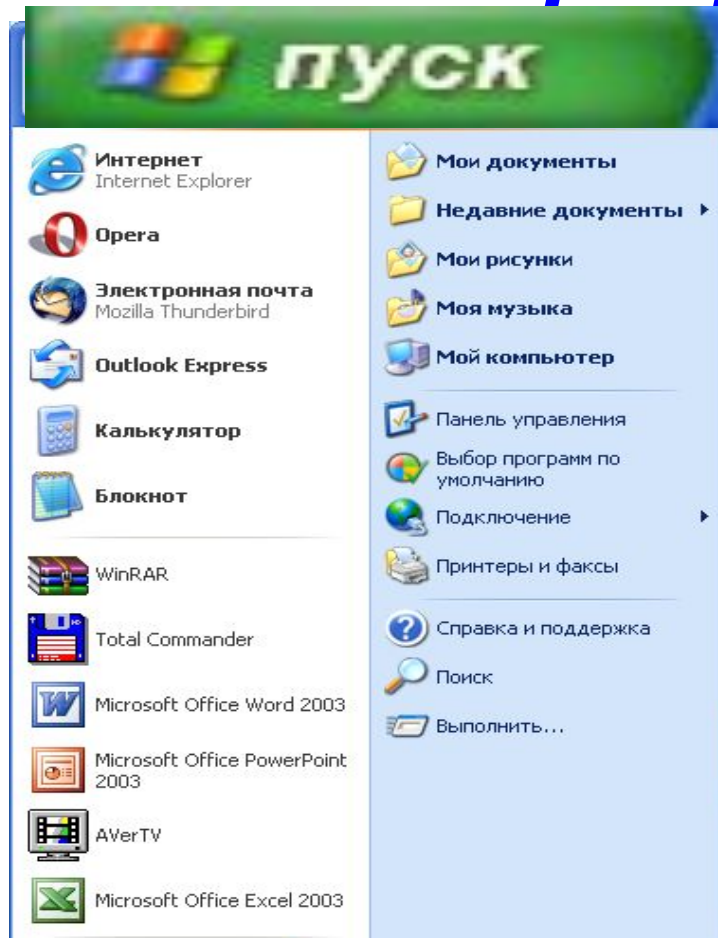 пуск
Интернет
Internet Explorer
Opera
Электронная почта
Mozilla Thunderbird
Outlook Express
Калькулятор
Блокнот
WinRAR
Total Commander
Microsoft Office Word 2003
Microsoft Office PowerPoint
2003
AVerTV
Microsoft Office Excel 2003
Мои документы
Недавние документы
Мои рисунки
Моя музыка
Мой компьютер
Панель управления
Выбор программ по
умолчанию
Подключение
Принтеры и факсы
Справка и поддержка
Поиск
Выполнить...